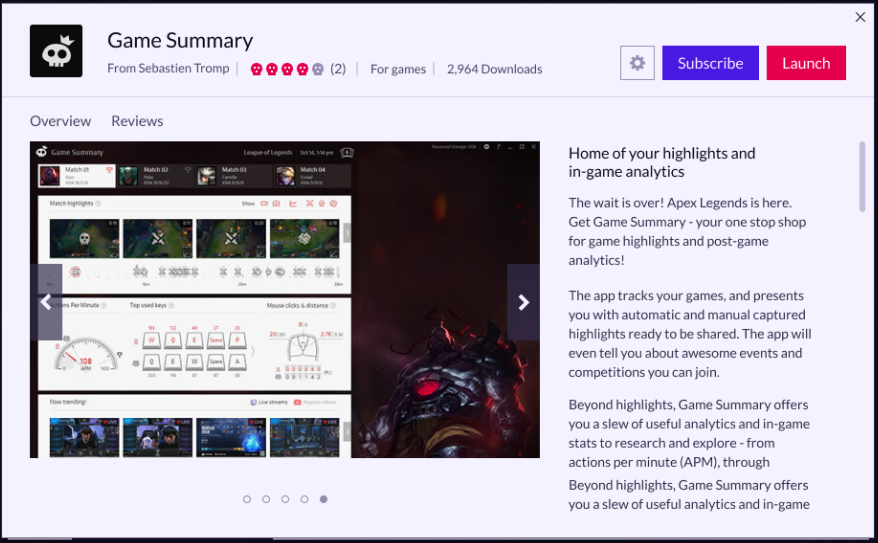 Game Summary
From Sebastien Tromp
(2)
For games
2,964 Downloads
Subscribe
Launch
Overview
Reviews
Game Summary
League of Legends
Oct 14, 1:14 pm
Match 01
Match 02
Match 03
Match 04
Match highlights
Show
Actions Per Minute
Top used keys
Mouse clicks & distance
W Q E Space P
Q E W Space A
108
APM
Now trending!
Live streams
Popular videos
LIVE
LIVE
LIVE
LIVE
Home of your highlights and
in-game analytics
The wait is over! Apex Legends is here.
Get Game Summary - your one stop shop
for game highlights and post-game
analytics!
The app tracks your games, and presents
you with automatic and manual captured
highlights ready to be shared. The app will
even tell you about awesome events and
competitions you can join.
Beyond highlights, Game Summary offers
you a slew of useful analytics and in-game
stats to research and explore - from
actions per minute (APM), through
Beyond highlights, Game Summary offers
you a slew of useful analytics and in-game